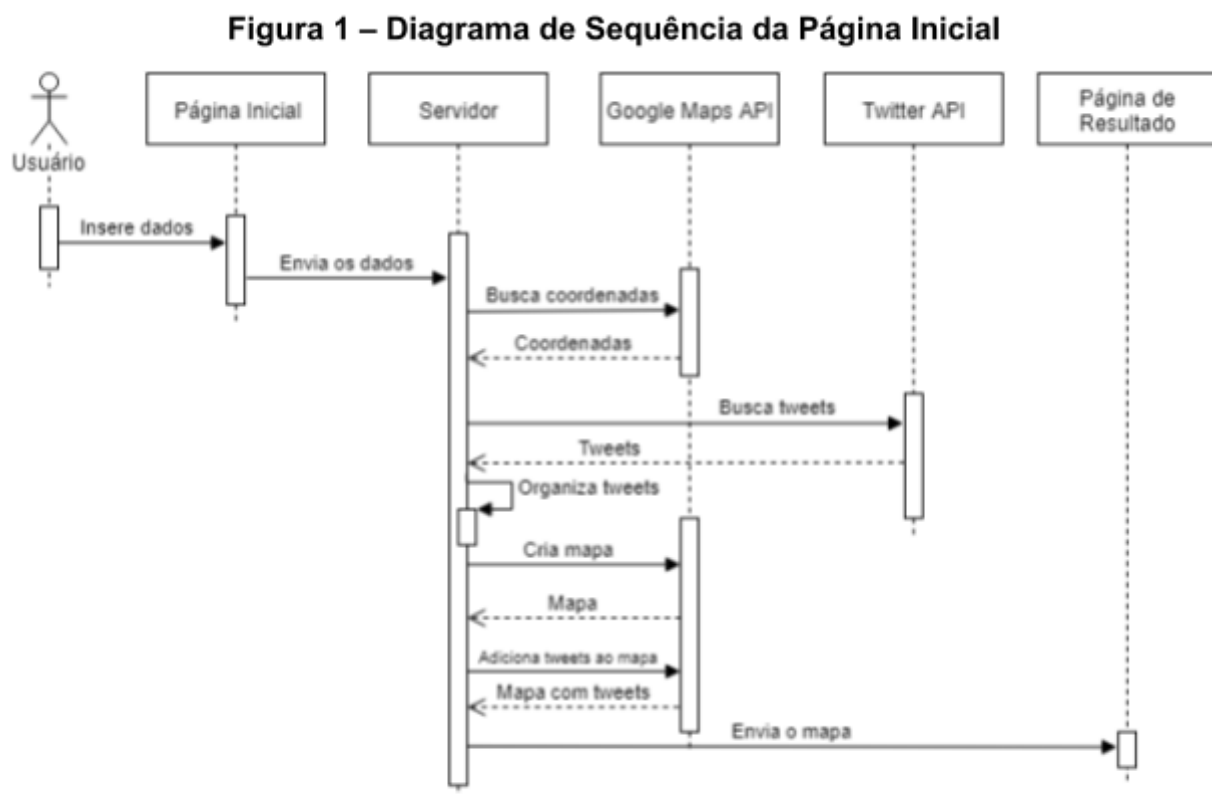 Figura 1 – Diagrama de Sequência da Página Inicial
Usuário
Página Inicial
Servidor
Google Maps API
Twitter API
Página de
Resultado
Insere dados
Envia os dados
Busca coordenadas
Coordenadas
Busca tweets
Tweets
Organiza tweets
Cria mapa
Mapa
Adiciona tweets ao mapa
Mapa com tweets
Envia o mapa